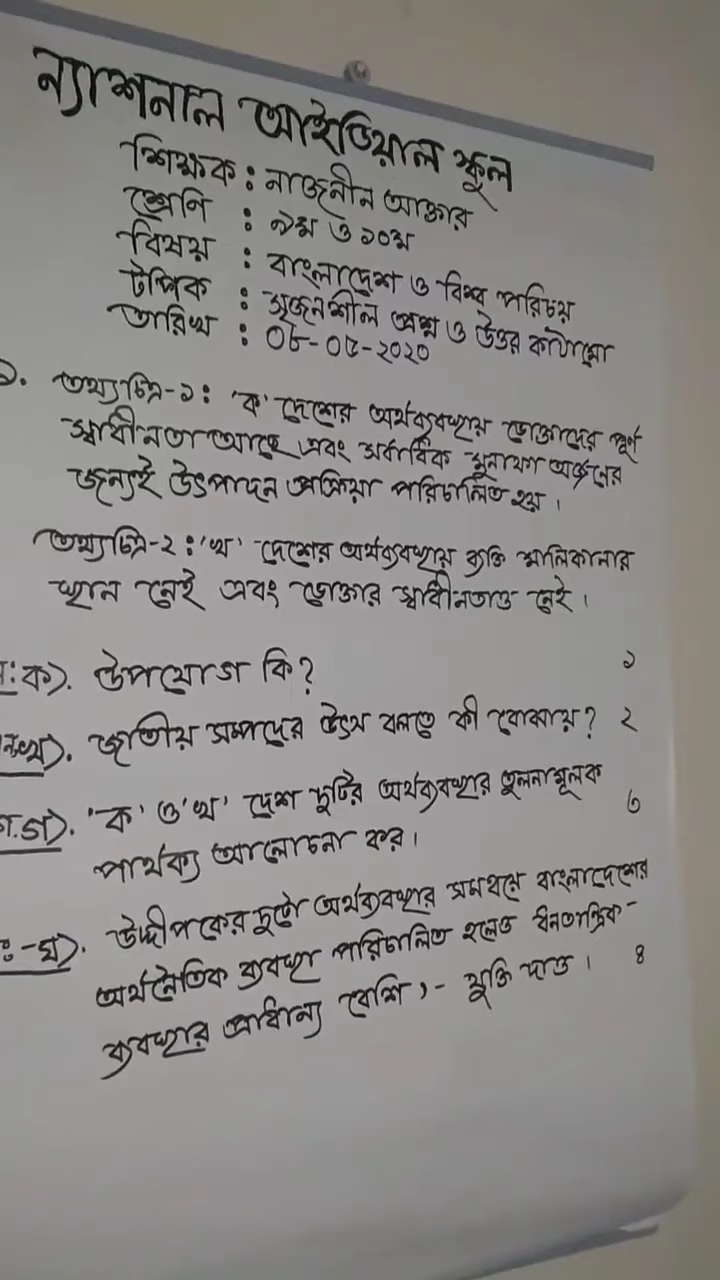 ন্যাশনাল আইডিয়াল স্কুল
শিক্ষক : নাজনীন আক্তার
শ্রেণি : ৯ম ও ১০ম
বিষয় : বাংলাদেশ ও বিশ্ব পরিচয়
টপিক : সৃজনশীল প্রশ্ন ও উত্তর কাঠামো
তারিখ : ০৮-০৫-২০২০
১. তথ্যচিত্র-১: 'ক' দেশের অর্থব্যবস্থায় ভোক্তাদের পূর্ণ
স্বাধীনতা আছে এবং সর্বাধিক মুনাফা অর্জনের
জন্যই উৎপাদন প্রক্রিয়া পরিচালিত হয়।
তথ্যচিত্র-২: 'খ' দেশের অর্থব্যবস্থায় ব্যক্তি মালিকানার
স্থান নেই এবং ভোক্তার স্বাধীনতাও নেই।
:ক). উপযোগ কি? ১
খ). জাতীয় সম্পদের উৎস বলতে কী বোঝায়? ২
গ). 'ক' ও 'খ' দেশ দুটির অর্থব্যবস্থার তুলনামূলক
পার্থক্য আলোচনা কর। ৩
ঃ-ঘ). উদ্দীপকের দুটো অর্থব্যবস্থার সমন্বয়ে বাংলাদেশের
অর্থনৈতিক ব্যবস্থা পরিচালিত হলেও ধনতান্ত্রিক-
ব্যবস্থার প্রাধান্য বেশি,- যুক্তি দাও। ৪